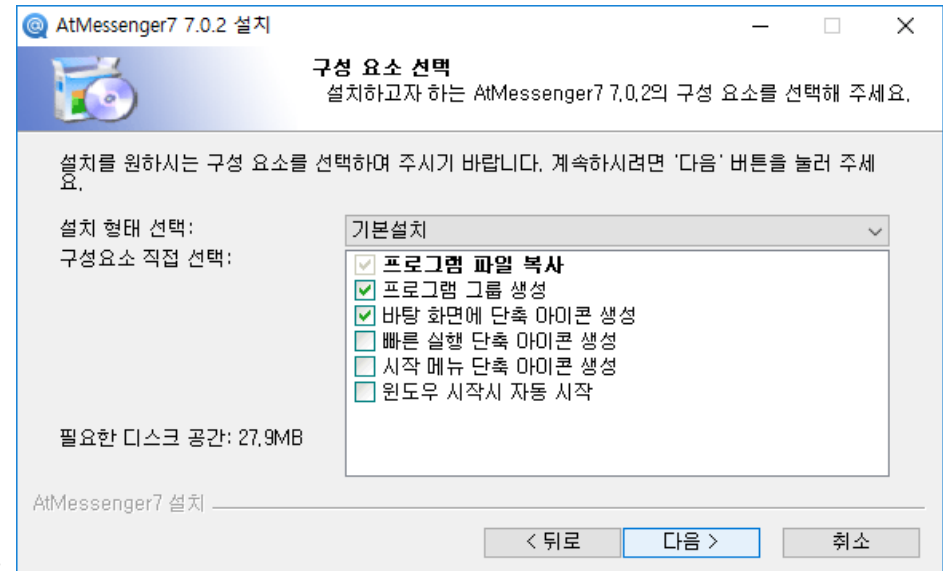 AtMessenger7 7.0.2 설치
구성 요소 선택
설치하고자 하는 AtMessenger7 7.0.2의 구성 요소를 선택해 주세요.
설치를 원하시는 구성 요소를 선택하여 주시기 바랍니다. 계속하시려면 '다음' 버튼을 눌러 주세
요.
설치 형태 선택: 기본설치
구성요소 직접 선택:
프로그램 파일 복사
프로그램 그룹 생성
바탕 화면에 단축 아이콘 생성
빠른 실행 단축 아이콘 생성
시작 메뉴 단축 아이콘 생성
윈도우 시작시 자동 시작
필요한 디스크 공간: 27.9MB
AtMessenger7 설치
< 뒤로 다음 > 취소